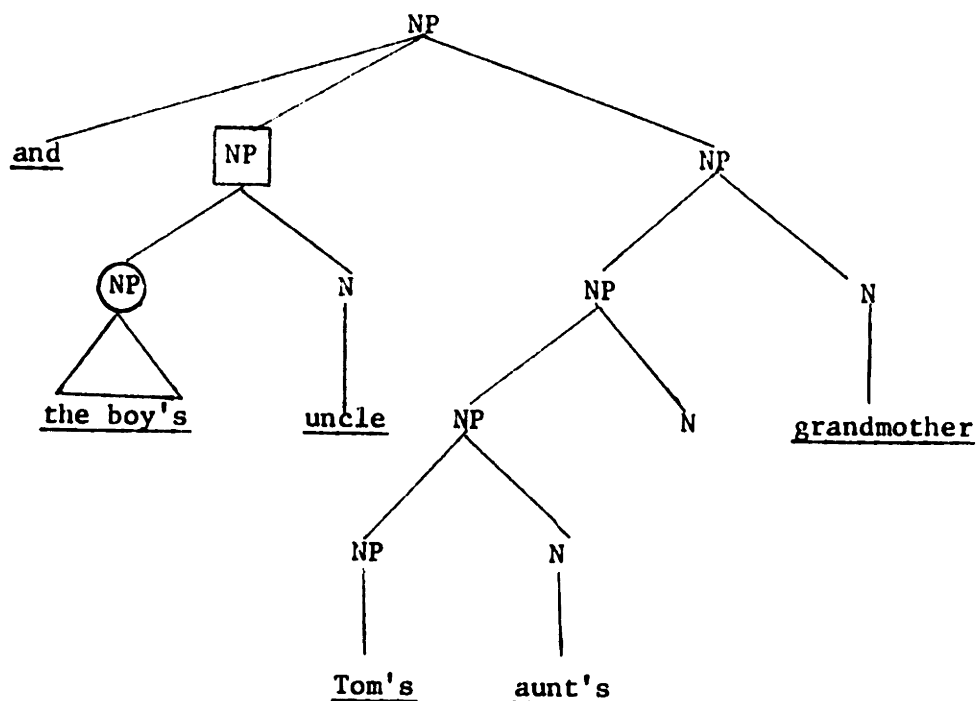 NP
and NP NP
NP N NP N
the boy's uncle NP N grandmother
NP N
Tom's aunt's